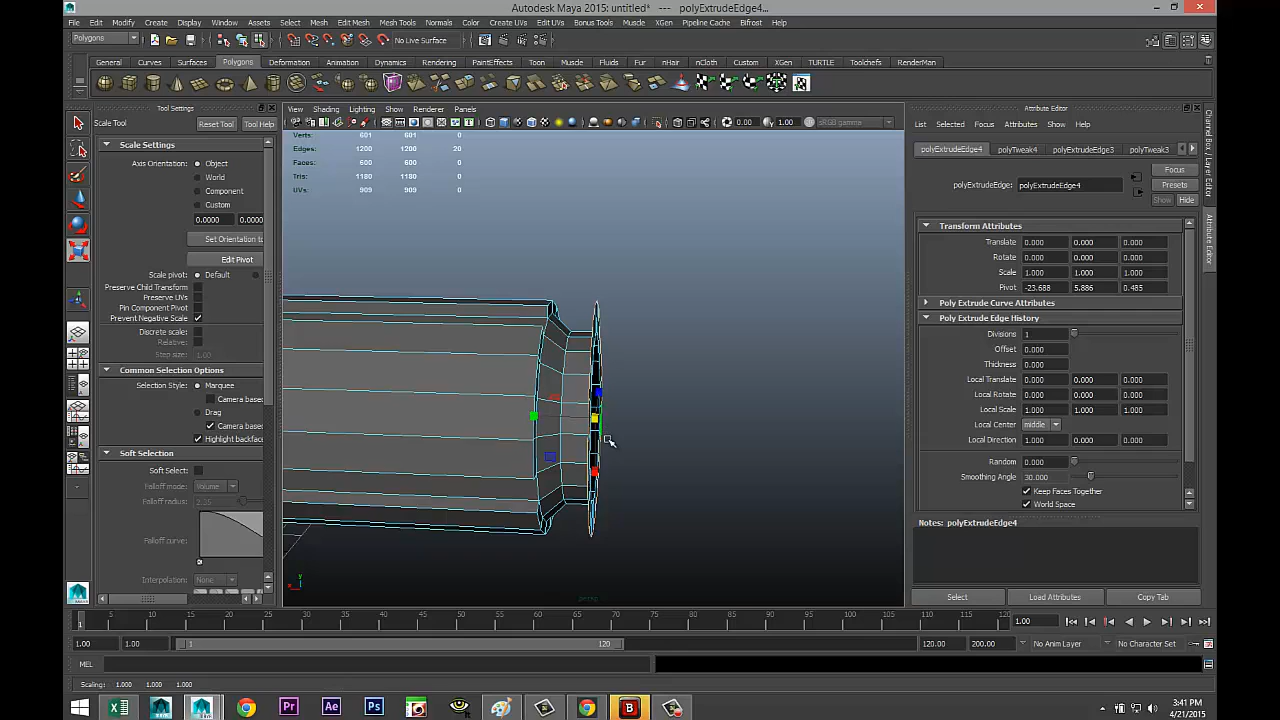 Autodesk Maya 2015: untitled*   ---   polyExtrudeEdge4...
File Edit Modify Create Display Window Assets Select Mesh Edit Mesh Mesh Tools Normals Color Create UVs Edit UVs Bonus Tools Muscle XGen Pipeline Cache Bifrost Help
Polygons No Live Surface
General Curves Surfaces Polygons Deformation Animation Dynamics Rendering PaintEffects Toon Muscle Fluids Fur nHair nCloth Custom XGen TURTLE Toolchefs RenderMan
Tool Settings
Scale Tool Reset Tool Tool Help
Scale Settings
Axis Orientation: Object
World
Component
Custom
0.0000 0.0000
Set Orientation to
Edit Pivot
Scale pivot: Default
Preserve Child Transform
Preserve UVs
Pin Component Pivot
Prevent Negative Scale
Discrete scale:
Relative:
Step size: 1.00
Common Selection Options
Selection Style: Marquee
Camera base
Drag
Camera base
Highlight backface
Soft Selection
Soft Select:
Falloff mode: Volume
Falloff radius:
Falloff curve:
Interpolation: None
View Shading Lighting Show Renderer Panels
0.00 1.00 sRGB gamma
Verts: 601 601 0
Edges: 1200 1200 20
Faces: 600 600 0
Tris: 1180 1180 0
UVs: 909 909 0
persp
y
Attribute Editor
List Selected Focus Attributes Show Help
polyExtrudeEdge4 polyTweak4 polyExtrudeEdge3 polyTweak3
Focus
polyExtrudeEdge: polyExtrudeEdge4 Presets
Show Hide
Transform Attributes
Translate 0.000 0.000 0.000
Rotate 0.000 0.000 0.000
Scale 1.000 1.000 1.000
Pivot -23.688 5.886 0.485
Poly Extrude Curve Attributes
Poly Extrude Edge History
Divisions 1
Offset 0.000
Thickness 0.000
Local Translate 0.000 0.000 0.000
Local Rotate 0.000 0.000 0.000
Local Scale 1.000 1.000 1.000
Local Center middle
Local Direction 1.000 0.000 0.000
Random 0.000
Smoothing Angle 30.000
Keep Faces Together
World Space
Notes: polyExtrudeEdge4
Select Load Attributes Copy Tab
Channel Box / Layer Editor
Attribute Editor
1 5 10 15 20 25 30 35 40 45 50 55 60 65 70 75 80 85 90 95 100 105 110 115 120 1.00
1.00 1.00 1 120 120.00 200.00 No Anim Layer No Character Set
MEL
Scaling: 1.000 1.000 1.000
Pr Ae Ps B
3:41 PM
4/21/2015